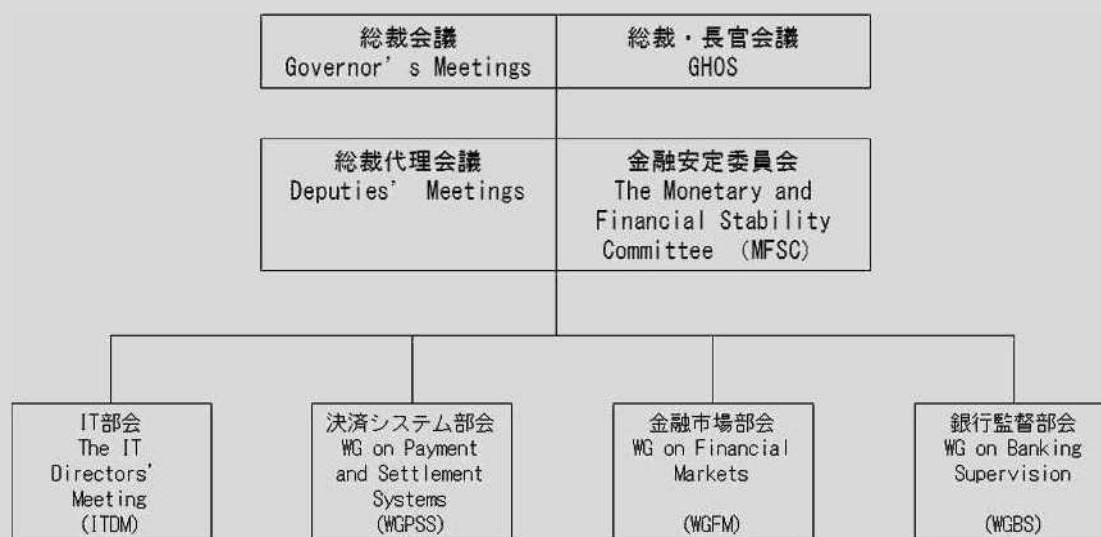 総裁会議
Governor's Meetings
総裁・長官会議
GHOS
総裁代理会議
Deputies' Meetings
金融安定委員会
The Monetary and
Financial Stability
Committee (MFSC)
IT部会
The IT
Directors'
Meeting
(ITDM)
決済システム部会
WG on Payment
and Settlement
Systems
(WGPSS)
金融市場部会
WG on Financial
Markets
(WGFM)
銀行監督部会
WG on Banking
Supervision
(WGBS)